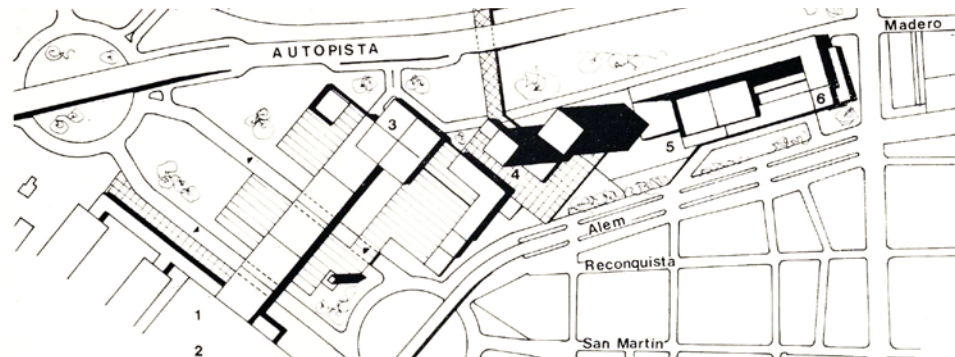 Madero
AUTOPISTA
6
3
5
4
Alem
Reconquista
1
San Martín
2